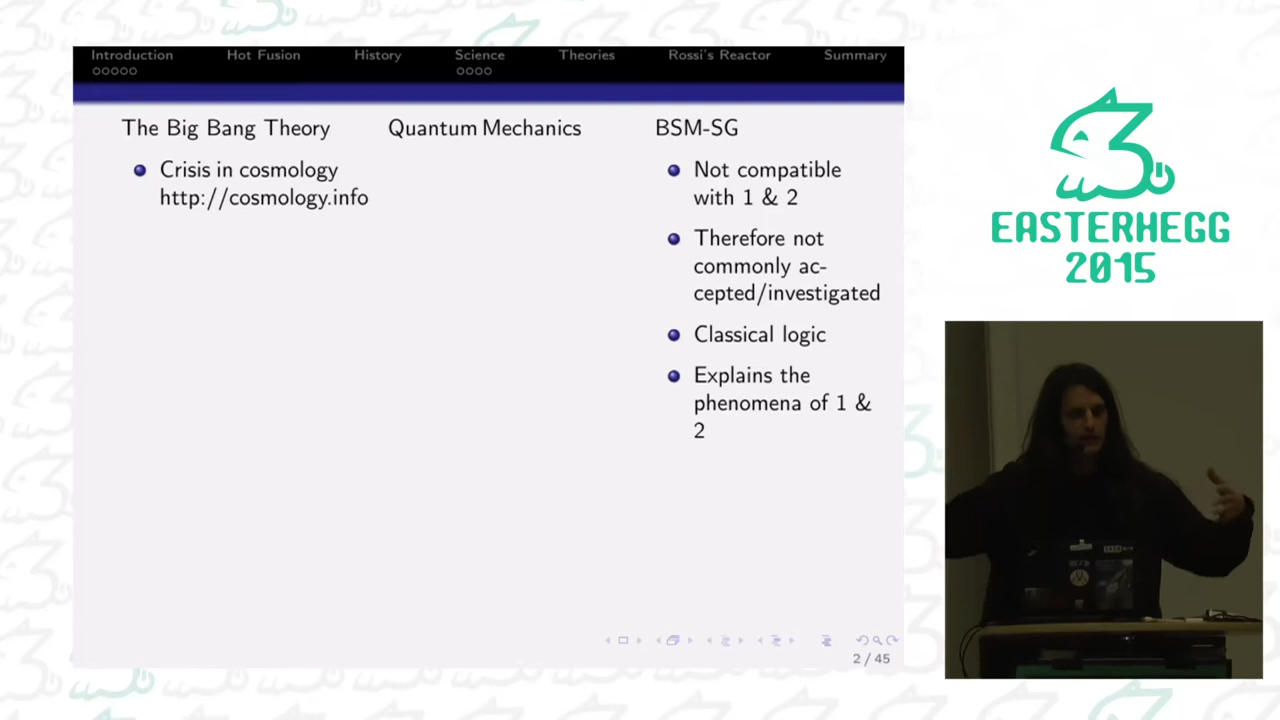 Introduction Hot Fusion History Science Theories Rossi's Reactor Summary
The Big Bang Theory
Crisis in cosmology
http://cosmology.info
Quantum Mechanics
BSM-SG
Not compatible
with 1 & 2
Therefore not
commonly ac-
cepted/investigated
Classical logic
Explains the
phenomena of 1 &
2
2 / 45
EASTERHEGG
2015